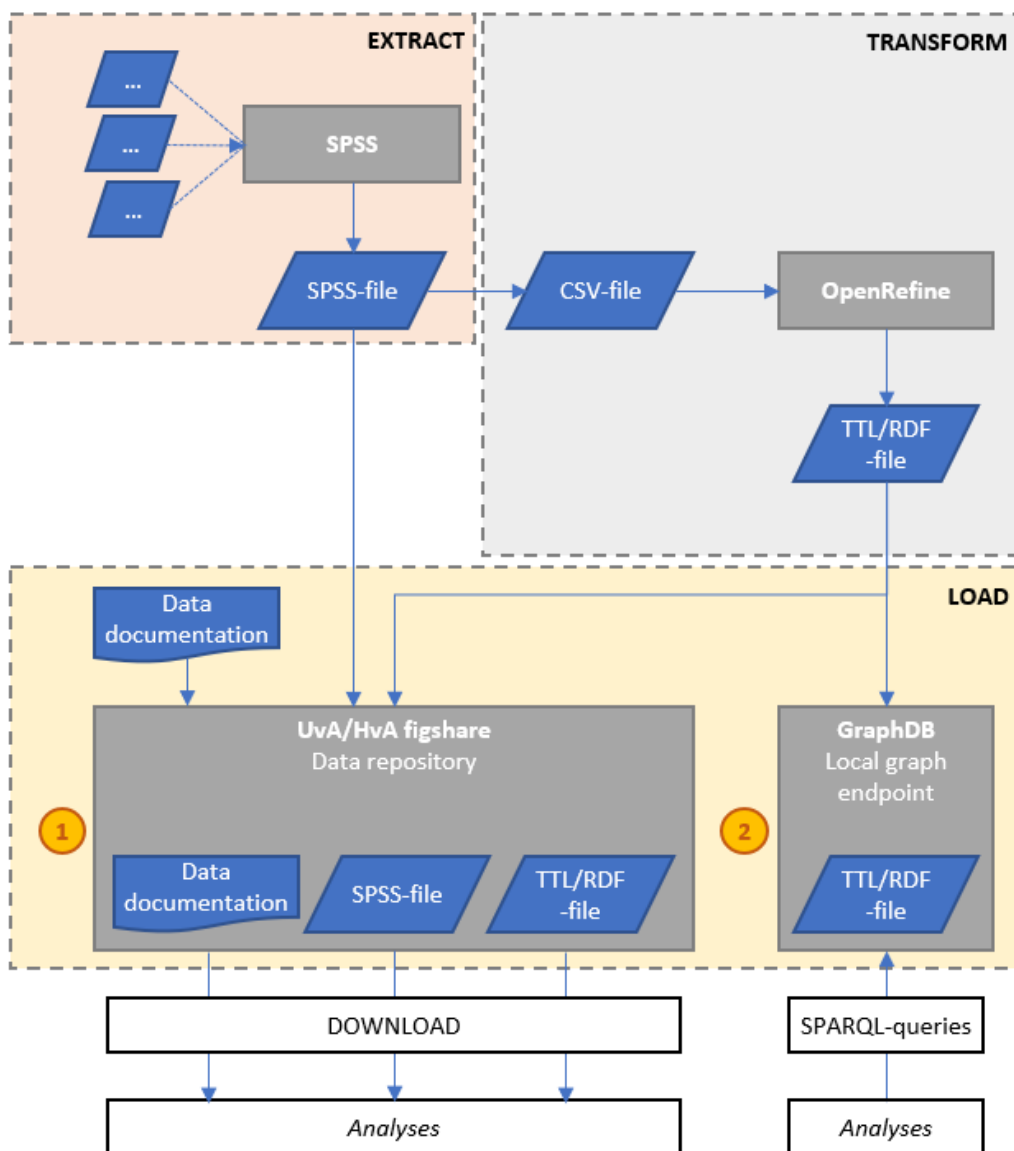 EXTRACT
...
...
...
SPSS
SPSS-file
TRANSFORM
CSV-file
OpenRefine
TTL/RDF
-file
LOAD
Data
documentation
UvA/HvA figshare
Data repository
1
Data
documentation
SPSS-file
TTL/RDF
-file
GraphDB
Local graph
endpoint
2
TTL/RDF
-file
DOWNLOAD
Analyses
SPARQL-queries
Analyses